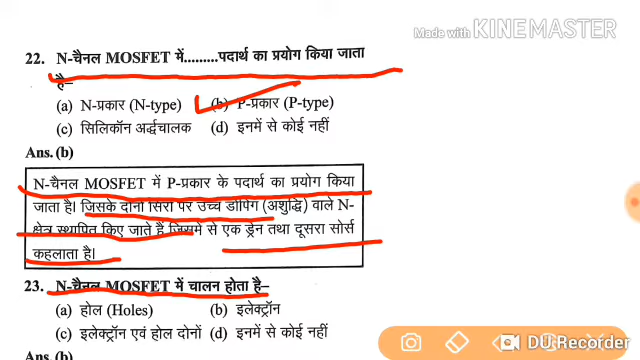 Made with KINEMASTER
22. N-चैनल MOSFET में.........पदार्थ का प्रयोग किया जाता
है–
(a) N-प्रकार (N-type) (b) P-प्रकार (P-type)
(c) सिलिकॉन अर्द्धचालक (d) इनमें से कोई नहीं
Ans.(b)
N-चैनल MOSFET में P-प्रकार के पदार्थ का प्रयोग किया
जाता है। जिसके दोनों सिरा पर उच्च डोपिंग (अशुद्धि) वाले N-
क्षेत्र स्थापित किए जाते हैं जिसमें से एक ड्रेन तथा दूसरा सोर्स
कहलाता है।
23. N-चैनल MOSFET में चालन होता है–
(a) होल (Holes) (b) इलेक्ट्रॉन
(c) इलेक्ट्रॉन एवं होल दोनों (d) इनमें से कोई नहीं
Ans.(b)
DU Recorder